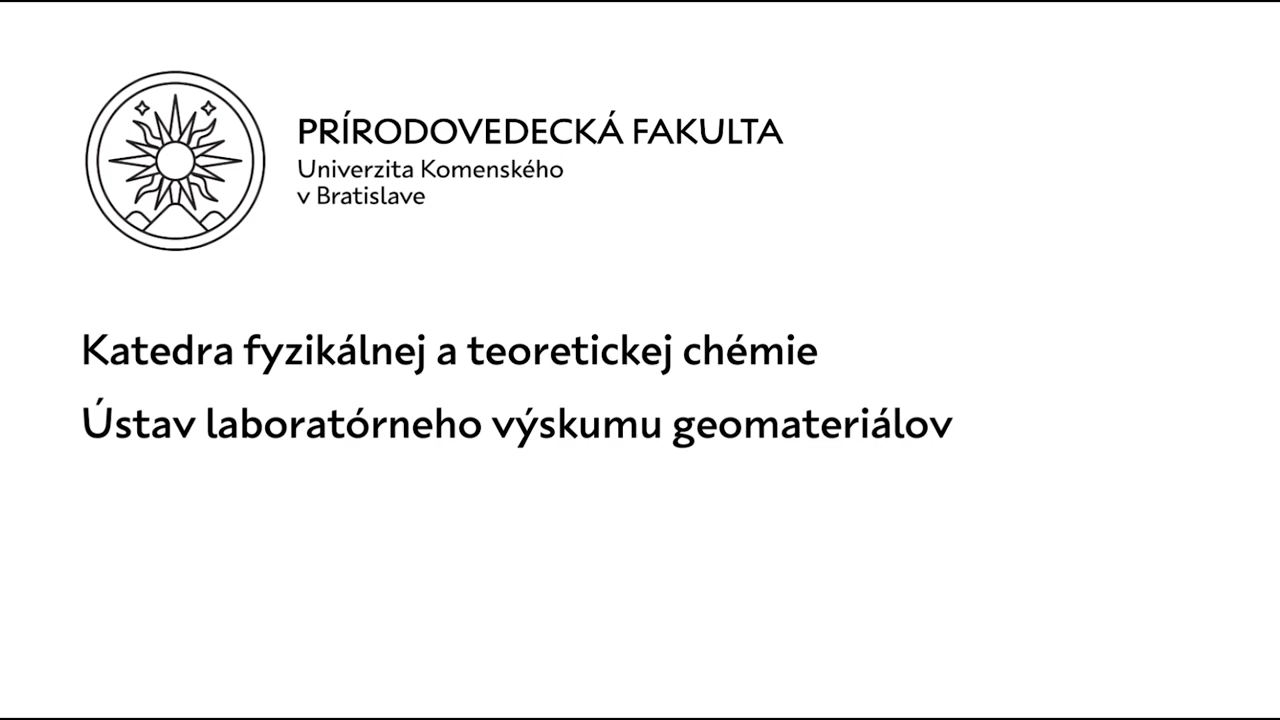 PRÍRODOVEDECKÁ FAKULTA
Univerzita Komenského
v Bratislave
Katedra fyzikálnej a teoretickej chémie
Ústav laboratórneho výskumu geomateriálov